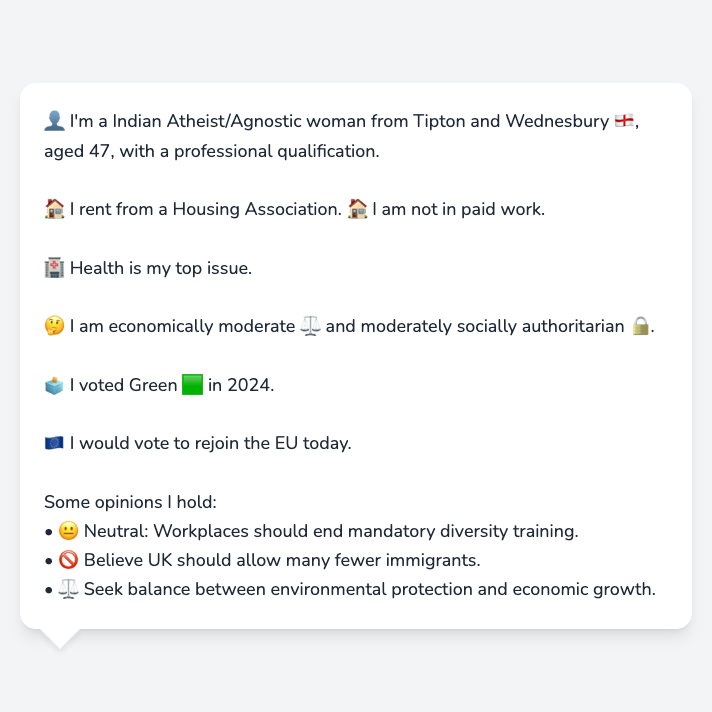 👤 I'm a Indian Atheist/Agnostic woman from Tipton and Wednesbury 🏴󠁧󠁢󠁥󠁮󠁧󠁿,
aged 47, with a professional qualification.
🏠 I rent from a Housing Association. 🏠 I am not in paid work.
🏥 Health is my top issue.
🤔 I am economically moderate ⚖️ and moderately socially authoritarian 🔒.
🗳️ I voted Green 🟩 in 2024.
🇪🇺 I would vote to rejoin the EU today.
Some opinions I hold:
• 😐 Neutral: Workplaces should end mandatory diversity training.
• 🚫 Believe UK should allow many fewer immigrants.
• ⚖️ Seek balance between environmental protection and economic growth.